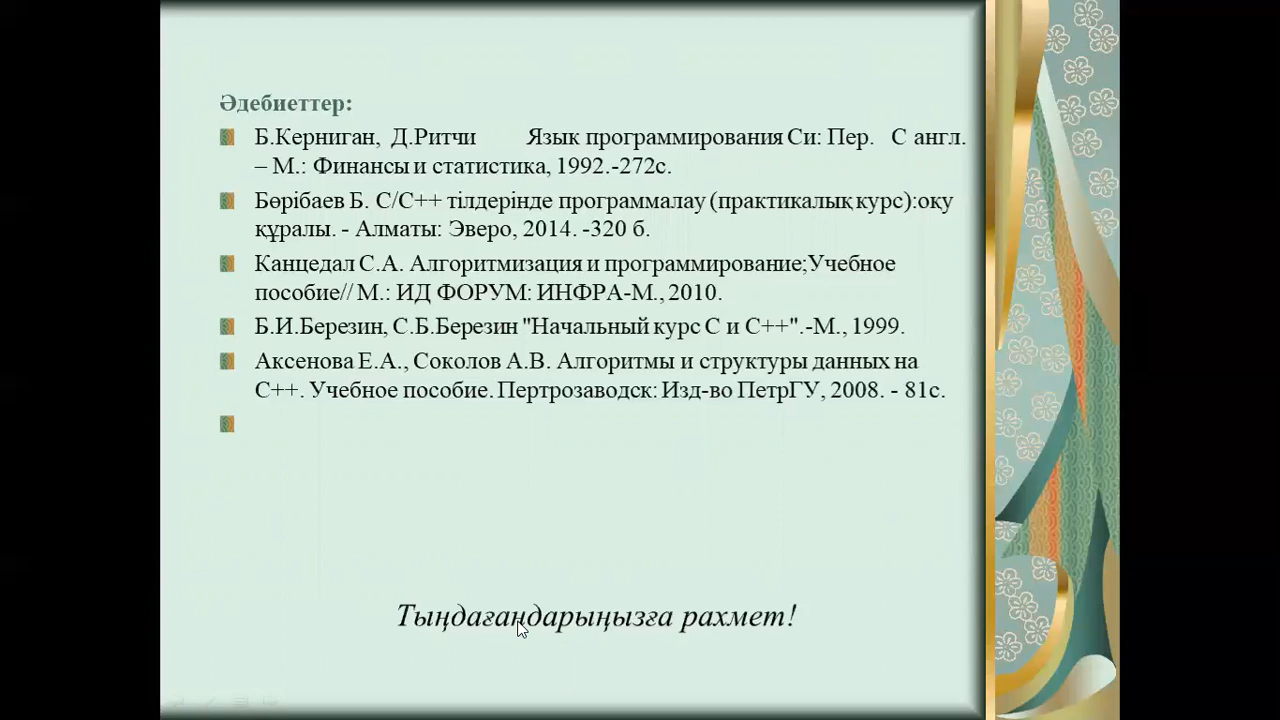 Әдебиеттер:
Б.Керниган, Д.Ритчи Язык программирования Си: Пер. С англ.
– М.: Финансы и статистика, 1992.-272с.
Бөрібаев Б. С/С++ тілдерінде программалау (практикалық курс):оқу
құралы. - Алматы: Эверо, 2014. -320 б.
Канцедал С.А. Алгоритмизация и программирование;Учебное
пособие// М.: ИД ФОРУМ: ИНФРА-М., 2010.
Б.И.Березин, С.Б.Березин "Начальный курс С и С++".-М., 1999.
Аксенова Е.А., Соколов А.В. Алгоритмы и структуры данных на
С++. Учебное пособие. Пертрозаводск: Изд-во ПетрГУ, 2008. - 81с.
Тыңдағандарыңызға рахмет!